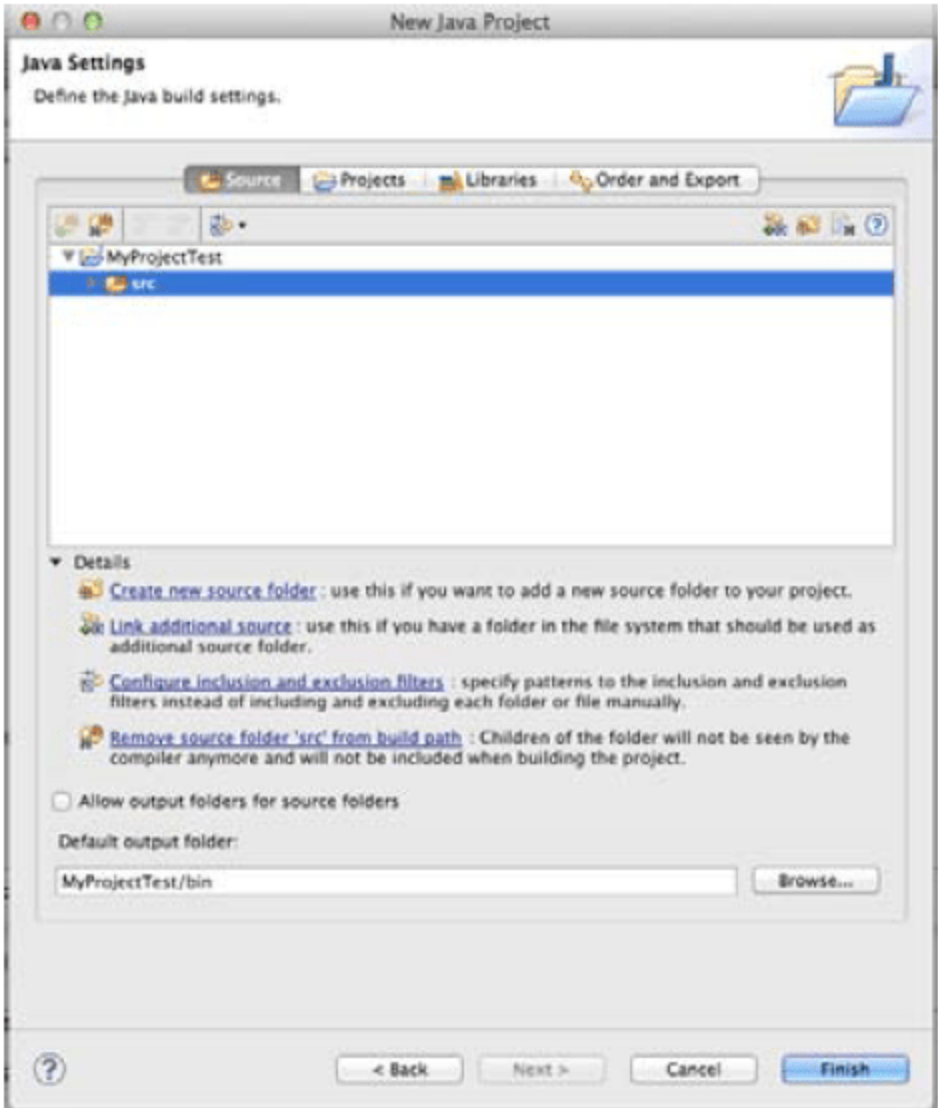 New Java Project
Java Settings
Define the Java build settings.
Source Projects Libraries Order and Export
MyProjectTest
src
Details
Create new source folder : use this if you want to add a new source folder to your project.
Link additional source : use this if you have a folder in the file system that should be used as
additional source folder.
Configure inclusion and exclusion filters : specify patterns to the inclusion and exclusion
filters instead of including and excluding each folder or file manually.
Remove source folder 'src' from build path : Children of the folder will not be seen by the
compiler anymore and will not be included when building the project.
Allow output folders for source folders
Default output folder:
MyProjectTest/bin
Browse...
? < Back Next > Cancel Finish